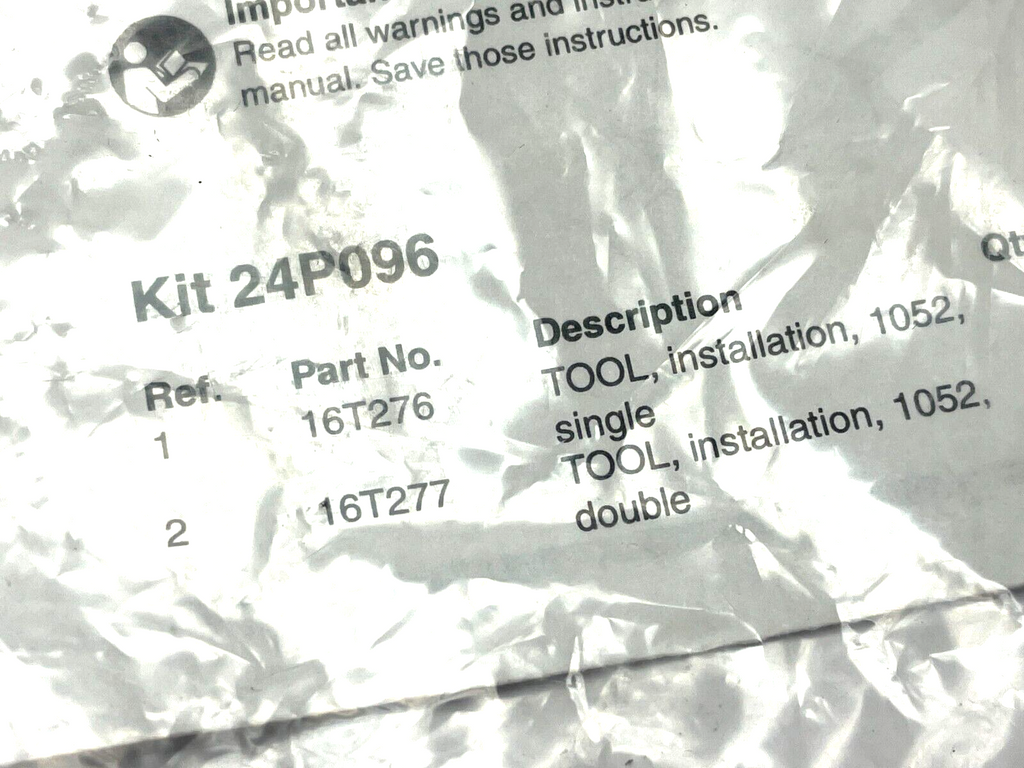 Read all warnings and
manual. Save those instructions.
Kit 24P096
Ref. Part No. Description Qt
1 16T276 TOOL, installation, 1052,
single
2 16T277 TOOL, installation, 1052,
double